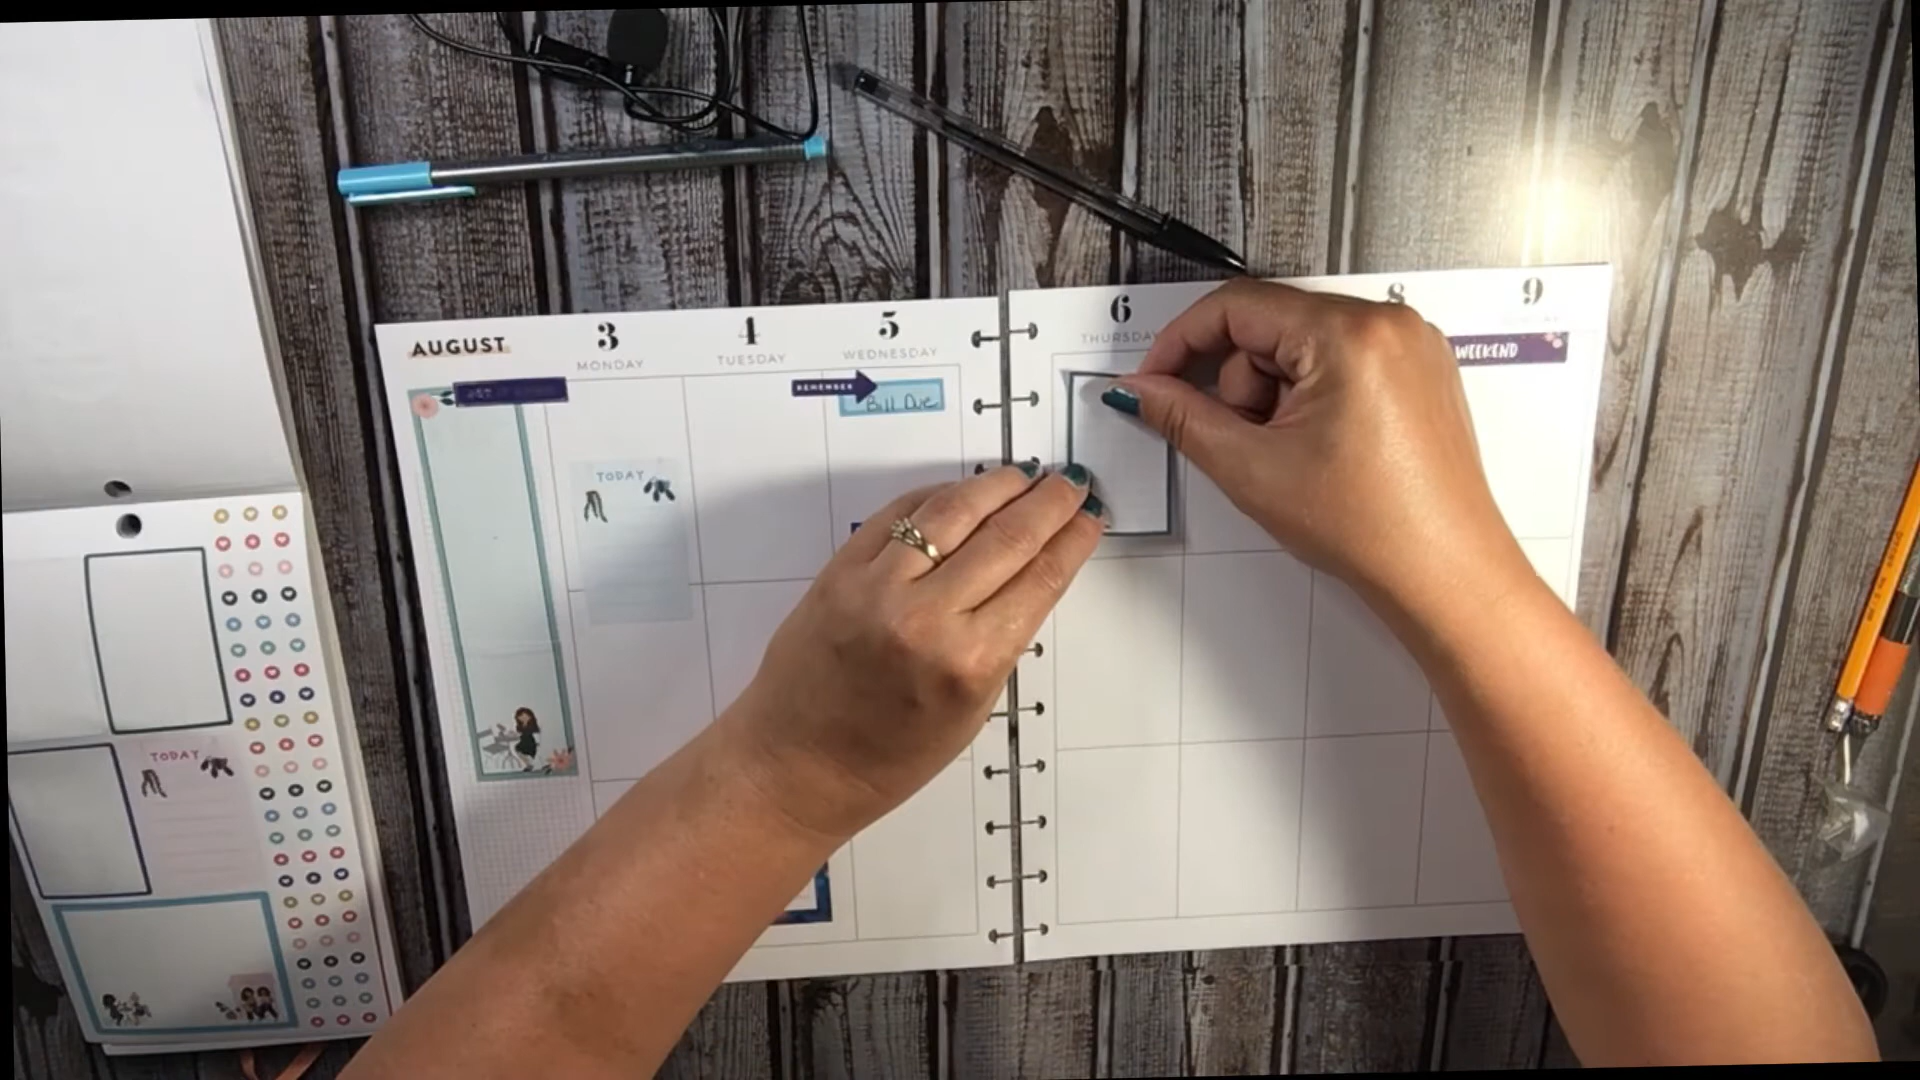 AUGUST
3
MONDAY
4
TUESDAY
5
WEDNESDAY
6
THURSDAY
8
9
REMEMBER
Bill Due
WEEKEND
TODAY
TODAY